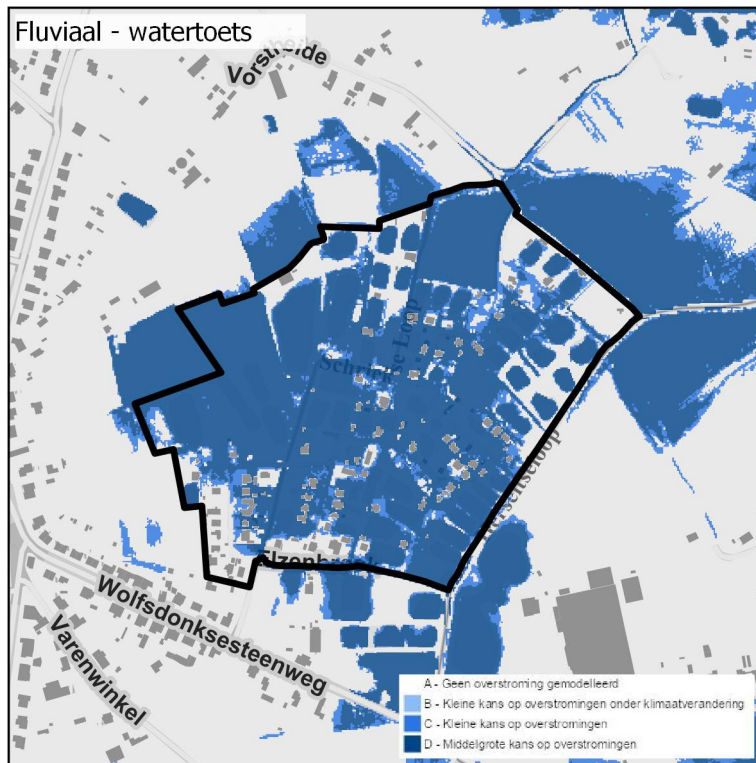 Fluviaal - watertoets
Vorstheide
Loop
Elzenb
Wolfsdonksesteenweg
Varenwinkel
A - Geen overstroming gemodelleerd
B - Kleine kans op overstromingen onder klimaatverandering
C - Kleine kans op overstromingen
D - Middelgrote kans op overstromingen